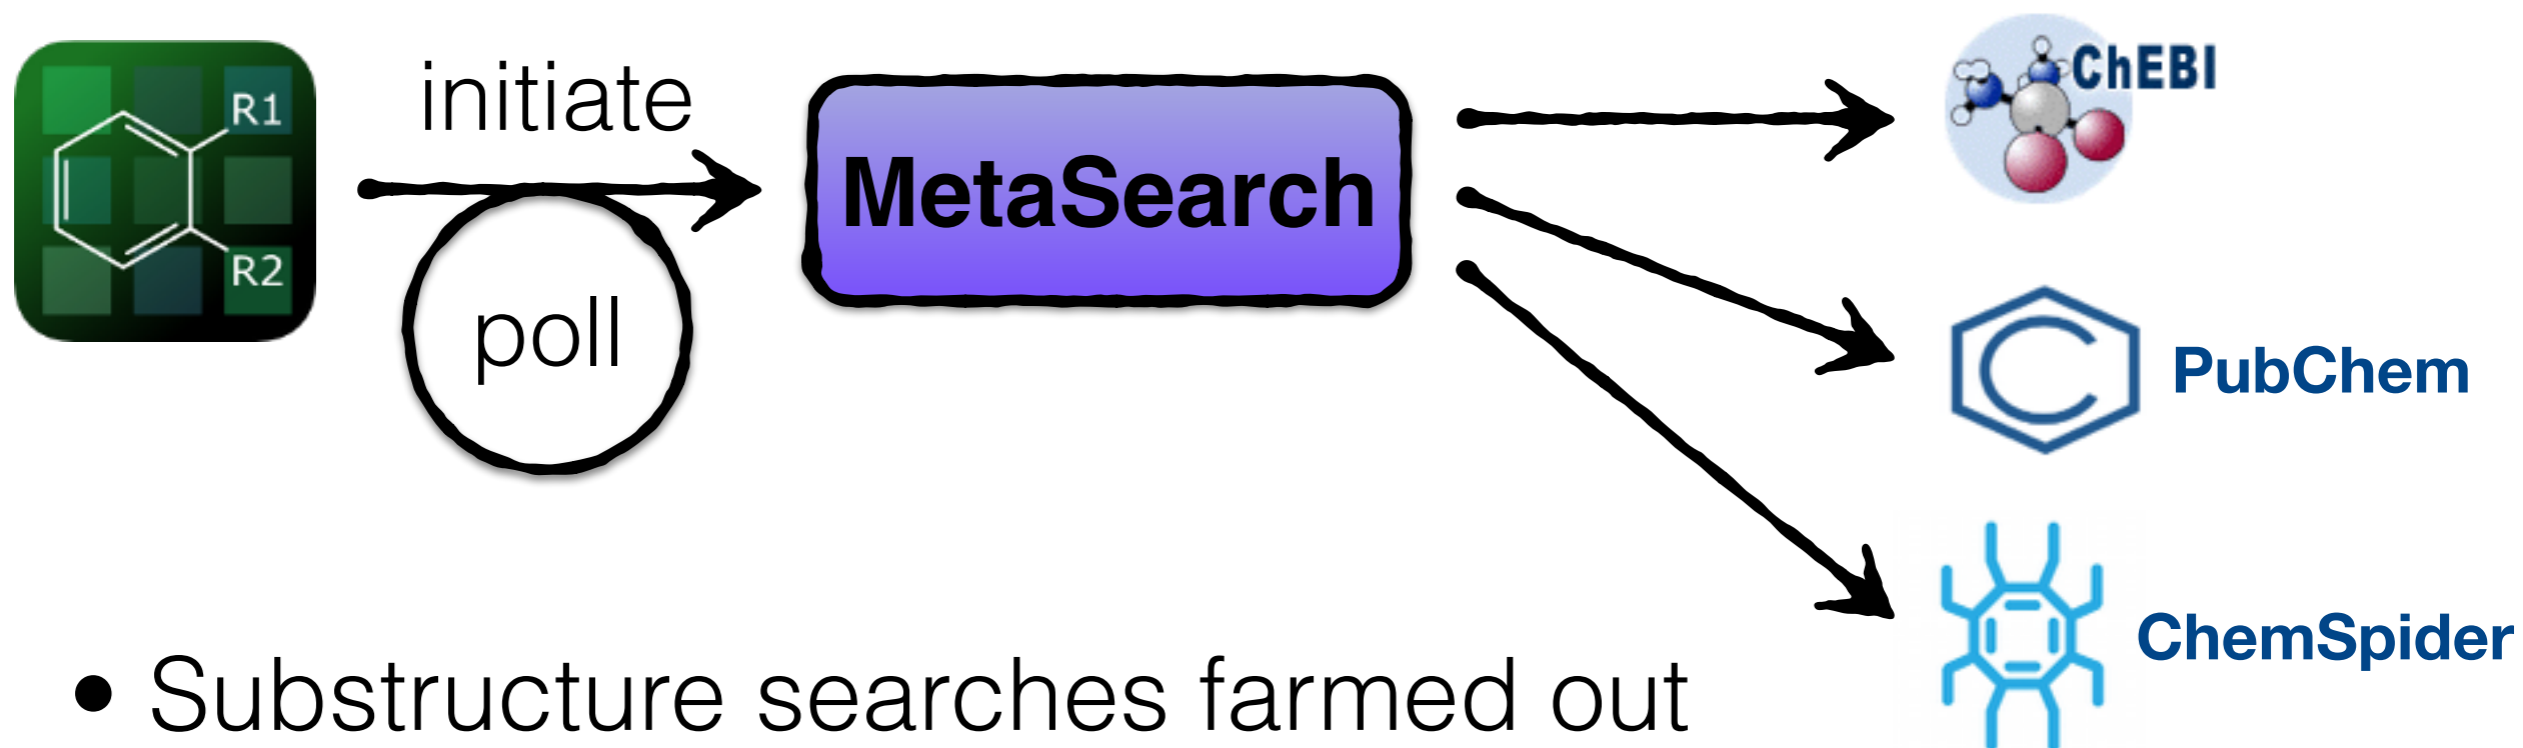 R1
R2
initiate
poll
MetaSearch
ChEBI
PubChem
ChemSpider
• Substructure searches farmed out